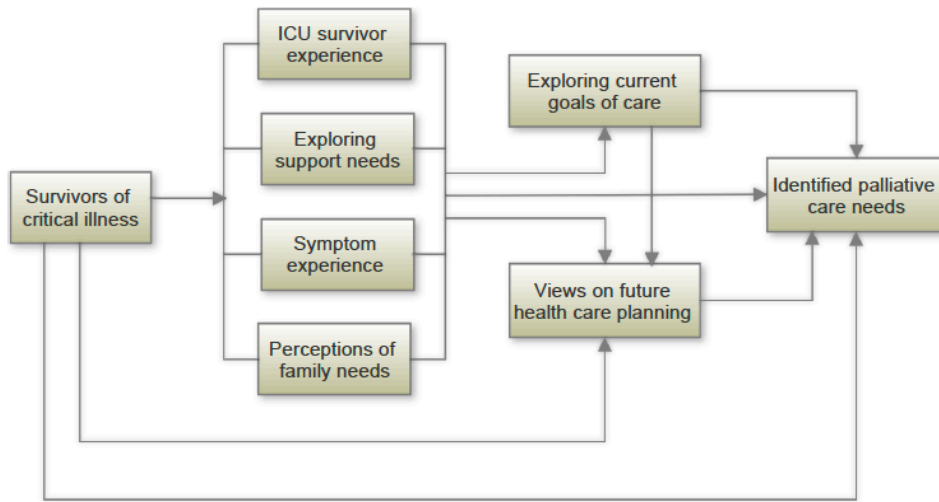 Survivors of
critical illness
ICU survivor
experience
Exploring
support needs
Symptom
experience
Perceptions of
family needs
Exploring current
goals of care
Views on future
health care planning
Identified palliative
care needs